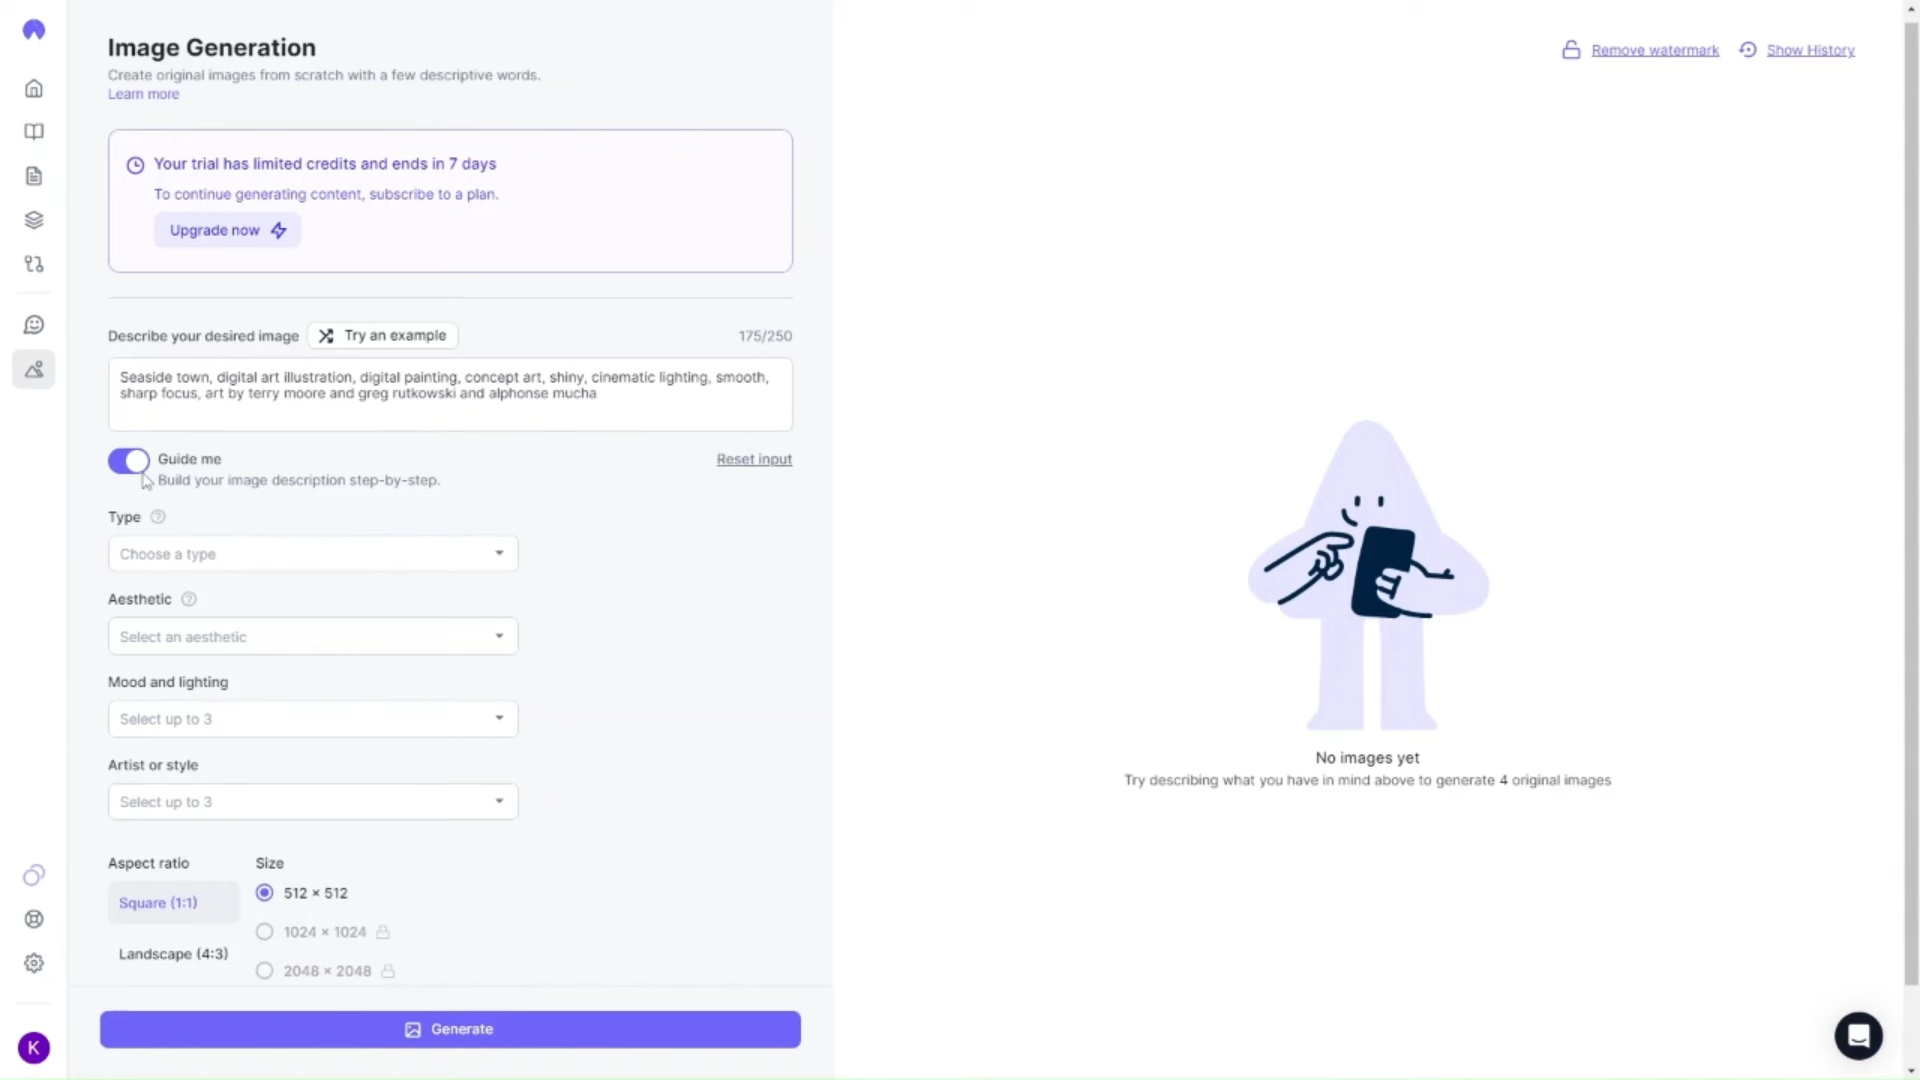 Image Generation
Create original images from scratch with a few descriptive words.
Learn more
Remove watermark
Show History
Your trial has limited credits and ends in 7 days
To continue generating content, subscribe to a plan.
Upgrade now
Describe your desired image
Try an example
175/250
Seaside town, digital art illustration, digital painting, concept art, shiny, cinematic lighting, smooth,
sharp focus, art by terry moore and greg rutkowski and alphonse mucha
Guide me
Reset input
Build your image description step-by-step.
Type
Choose a type
Aesthetic
Select an aesthetic
Mood and lighting
Select up to 3
Artist or style
Select up to 3
No images yet
Try describing what you have in mind above to generate 4 original images
Aspect ratio
Size
Square (1:1)
512 × 512
1024 × 1024
Landscape (4:3)
2048 × 2048
Generate
K